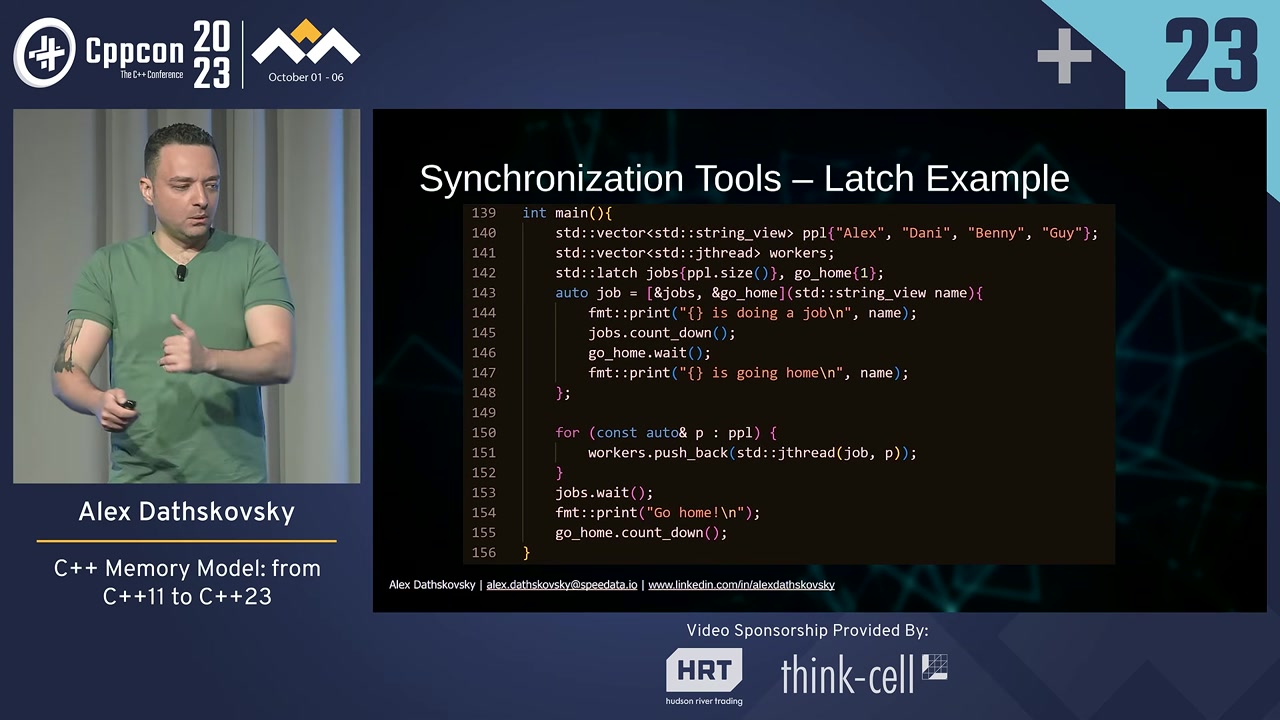 Cppcon
The C++ Conference
20
23
October 01 - 06
23
Synchronization Tools – Latch Example
139 int main(){
140     std::vector<std::string_view> ppl{"Alex", "Dani", "Benny", "Guy"};
141     std::vector<std::jthread> workers;
142     std::latch jobs{ppl.size()}, go_home{1};
143     auto job = [&jobs, &go_home](std::string_view name){
144         fmt::print("{} is doing a job\n", name);
145         jobs.count_down();
146         go_home.wait();
147         fmt::print("{} is going home\n", name);
148     };
149
150     for (const auto& p : ppl) {
151         workers.push_back(std::jthread(job, p));
152     }
153     jobs.wait();
154     fmt::print("Go home!\n");
155     go_home.count_down();
156 }
Alex Dathskovsky | alex.dathskovsky@speedata.io | www.linkedin.com/in/alexdathskovsky
Alex Dathskovsky
C++ Memory Model: from
C++11 to C++23
Video Sponsorship Provided By:
HRT
hudson river trading
think-cell